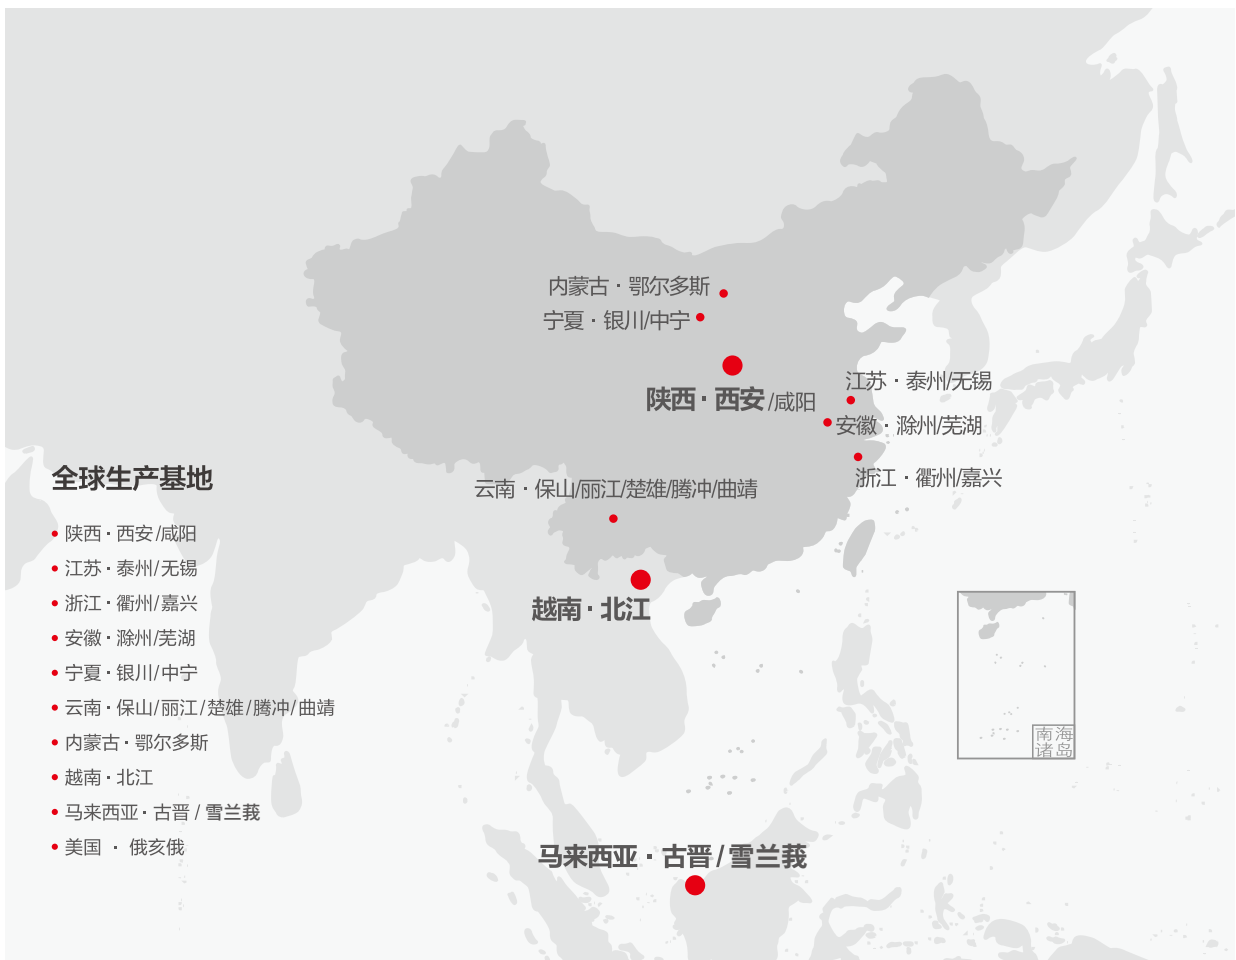 内蒙古·鄂尔多斯
宁夏·银川/中宁
陕西·西安/咸阳
江苏·泰州/无锡
安徽·滁州/芜湖
浙江·衢州/嘉兴
云南·保山/丽江/楚雄/腾冲/曲靖
越南·北江
马来西亚·古晋/雪兰莪
南海
诸岛
全球生产基地
陕西·西安/咸阳
江苏·泰州/无锡
浙江·衢州/嘉兴
安徽·滁州/芜湖
宁夏·银川/中宁
云南·保山/丽江/楚雄/腾冲/曲靖
内蒙古·鄂尔多斯
越南·北江
马来西亚·古晋/雪兰莪
美国 · 俄亥俄